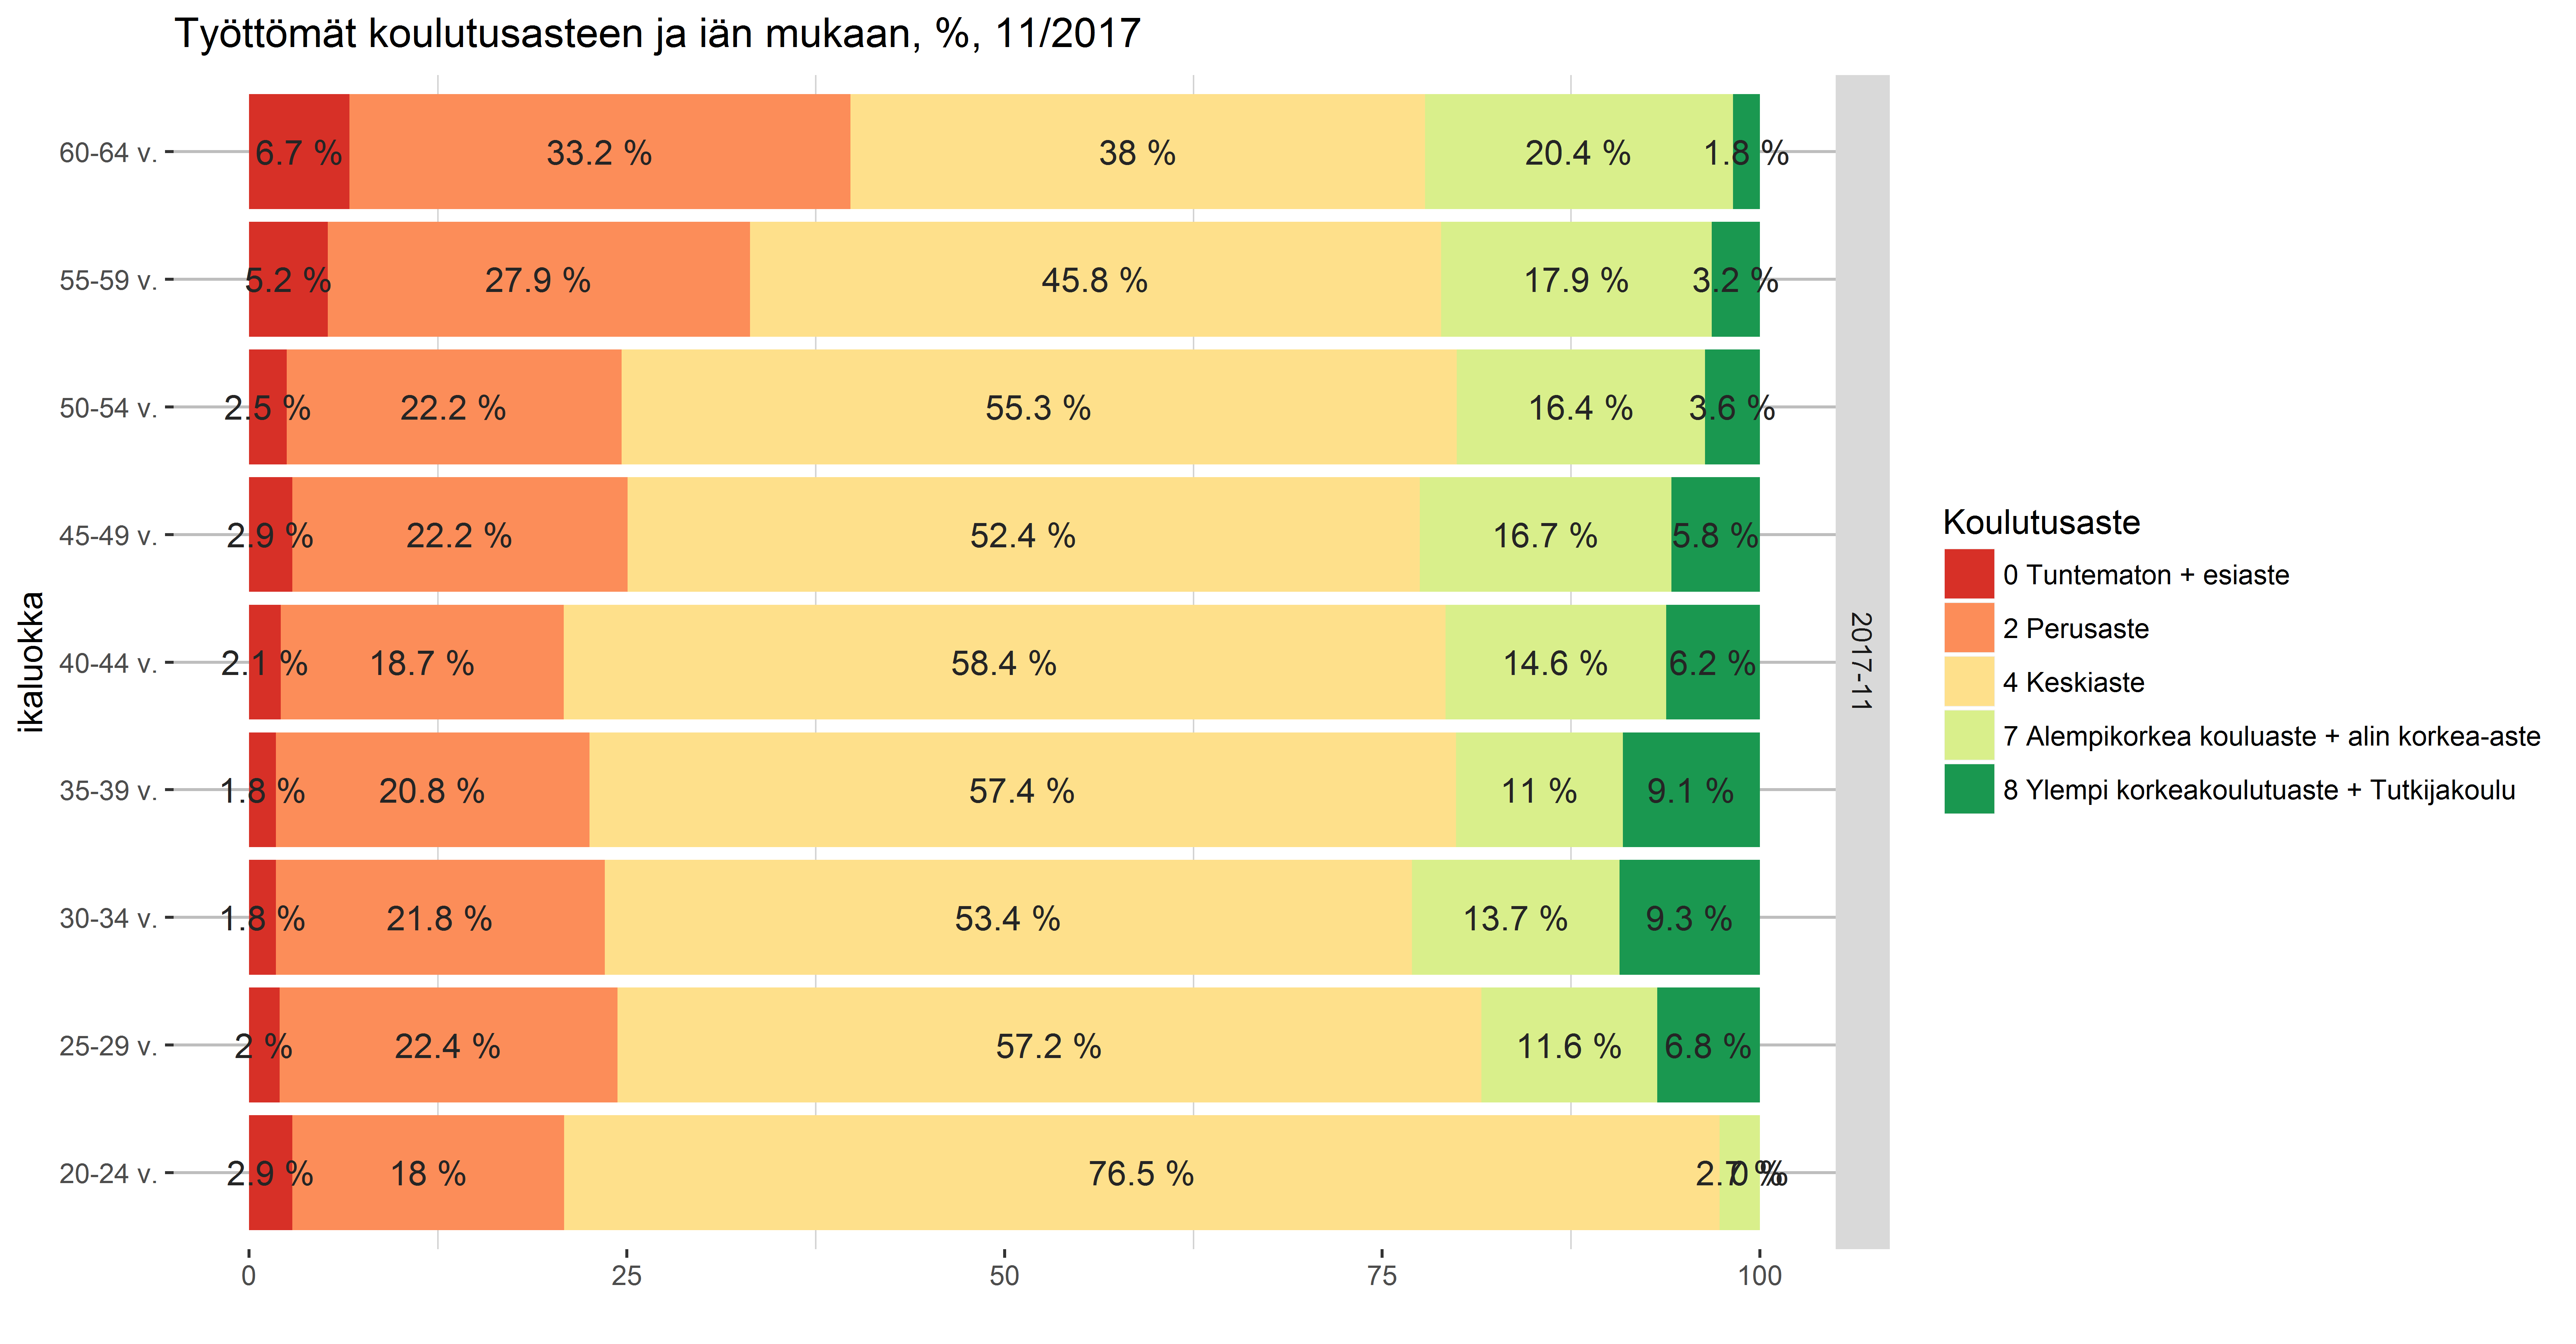 Työttömät koulutusasteen ja iän mukaan, %, 11/2017
ikaluokka
60-64 v. 6.7 % 33.2 % 38 % 20.4 % 1.8 %
55-59 v. 5.2 % 27.9 % 45.8 % 17.9 % 3.2 %
50-54 v. 2.5 % 22.2 % 55.3 % 16.4 % 3.6 %
45-49 v. 2.9 % 22.2 % 52.4 % 16.7 % 5.8 %
40-44 v. 2.1 % 18.7 % 58.4 % 14.6 % 6.2 %
35-39 v. 1.8 % 20.8 % 57.4 % 11 % 9.1 %
30-34 v. 1.8 % 21.8 % 53.4 % 13.7 % 9.3 %
25-29 v. 2 % 22.4 % 57.2 % 11.6 % 6.8 %
20-24 v. 2.9 % 18 % 76.5 % 2.7 % 0 %
0 25 50 75 100
2017-11
Koulutusaste
0 Tuntematon + esiaste
2 Perusaste
4 Keskiaste
7 Alempikorkea kouluaste + alin korkea-aste
8 Ylempi korkeakoulutuaste + Tutkijakoulu